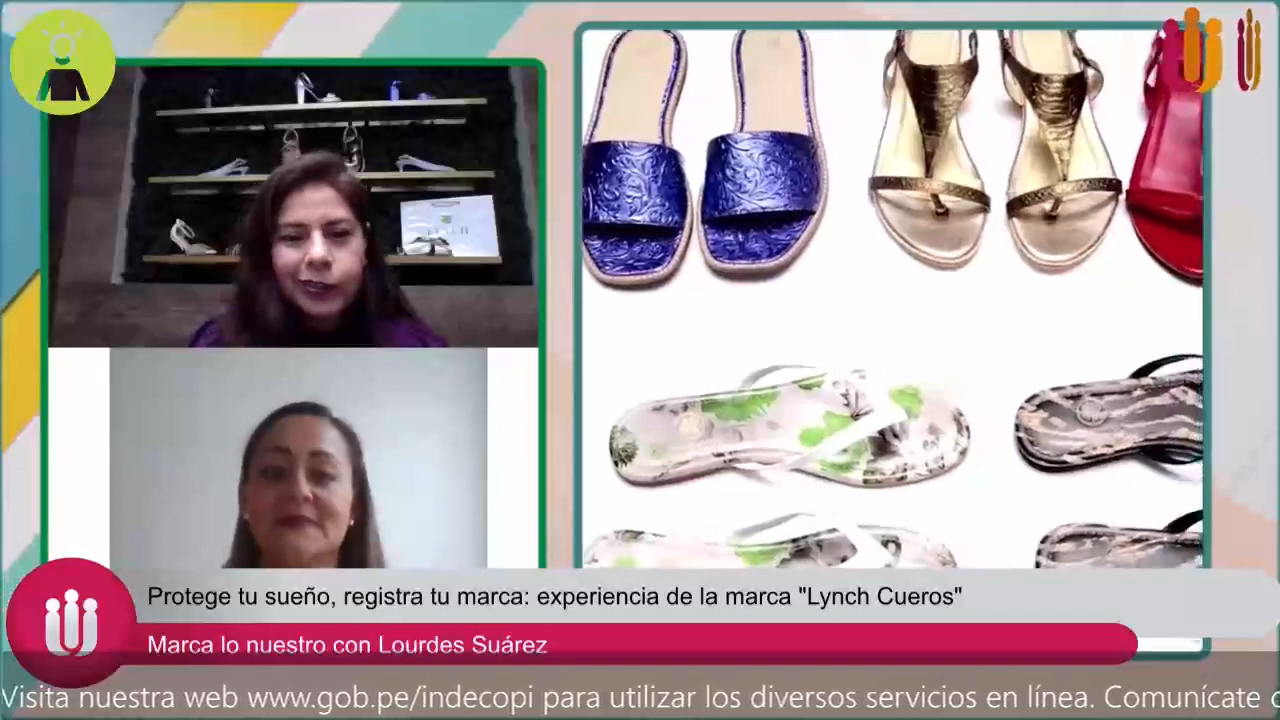 Protege tu sueño, registra tu marca: experiencia de la marca "Lynch Cueros"
Marca lo nuestro con Lourdes Suárez
Visita nuestra web www.gob.pe/indecopi para utilizar los diversos servicios en línea. Comunícate